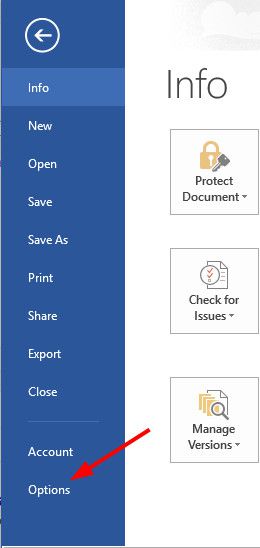 Info
New
Open
Save
Save As
Print
Share
Export
Close
Account
Options
Info
Protect
Document
Check for
Issues
Manage
Versions